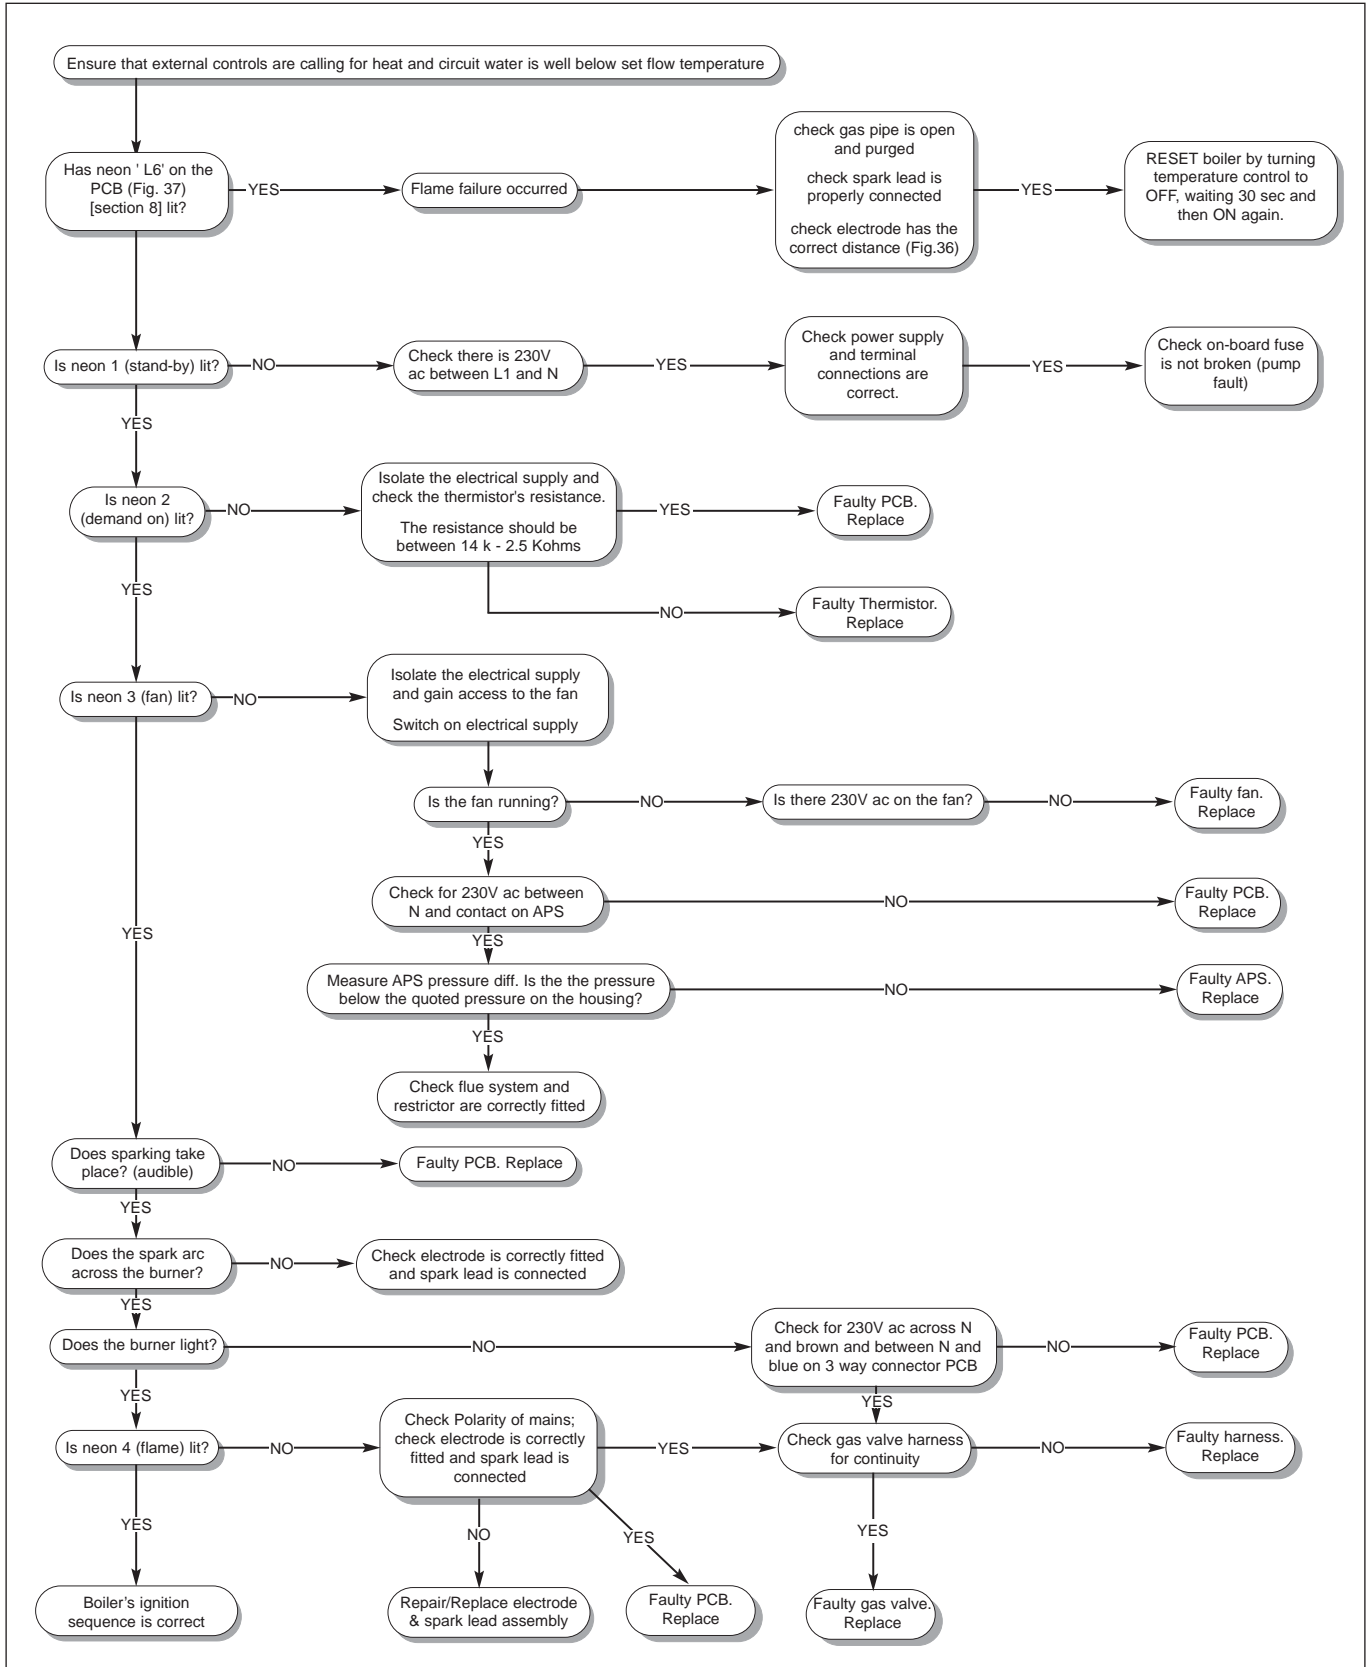 Ensure that external controls are calling for heat and circuit water is well below set flow temperature
Has neon ' L6' on the
PCB (Fig. 37)
[section 8] lit?
YES
Flame failure occurred
check gas pipe is open
and purged
check spark lead is
properly connected
check electrode has the
correct distance (Fig.36)
YES
RESET boiler by turning
temperature control to
OFF, waiting 30 sec and
then ON again.
Is neon 1 (stand-by) lit?
NO
Check there is 230V
ac between L1 and N
YES
Check power supply
and terminal
connections are
correct.
YES
Check on-board fuse
is not broken (pump
fault)
YES
Is neon 2
(demand on) lit?
NO
Isolate the electrical supply and
check the thermistor's resistance.
The resistance should be
between 14 k - 2.5 Kohms
YES
Faulty PCB.
Replace
NO
Faulty Thermistor.
Replace
YES
Is neon 3 (fan) lit?
NO
Isolate the electrical supply
and gain access to the fan
Switch on electrical supply
Is the fan running?
NO
Is there 230V ac on the fan?
NO
Faulty fan.
Replace
YES
Check for 230V ac between
N and contact on APS
NO
Faulty PCB.
Replace
YES
Measure APS pressure diff. Is the the pressure
below the quoted pressure on the housing?
NO
Faulty APS.
Replace
YES
Check flue system and
restrictor are correctly fitted
YES
Does sparking take
place? (audible)
NO
Faulty PCB. Replace
YES
Does the spark arc
across the burner?
NO
Check electrode is correctly fitted
and spark lead is connected
YES
Does the burner light?
NO
Check for 230V ac across N
and brown and between N and
blue on 3 way connector PCB
NO
Faulty PCB.
Replace
YES
YES
Is neon 4 (flame) lit?
NO
Check Polarity of mains;
check electrode is correctly
fitted and spark lead is
connected
YES
Check gas valve harness
for continuity
NO
Faulty harness.
Replace
YES
NO
YES
YES
Boiler's ignition
sequence is correct
Repair/Replace electrode
& spark lead assembly
Faulty PCB.
Replace
Faulty gas valve.
Replace